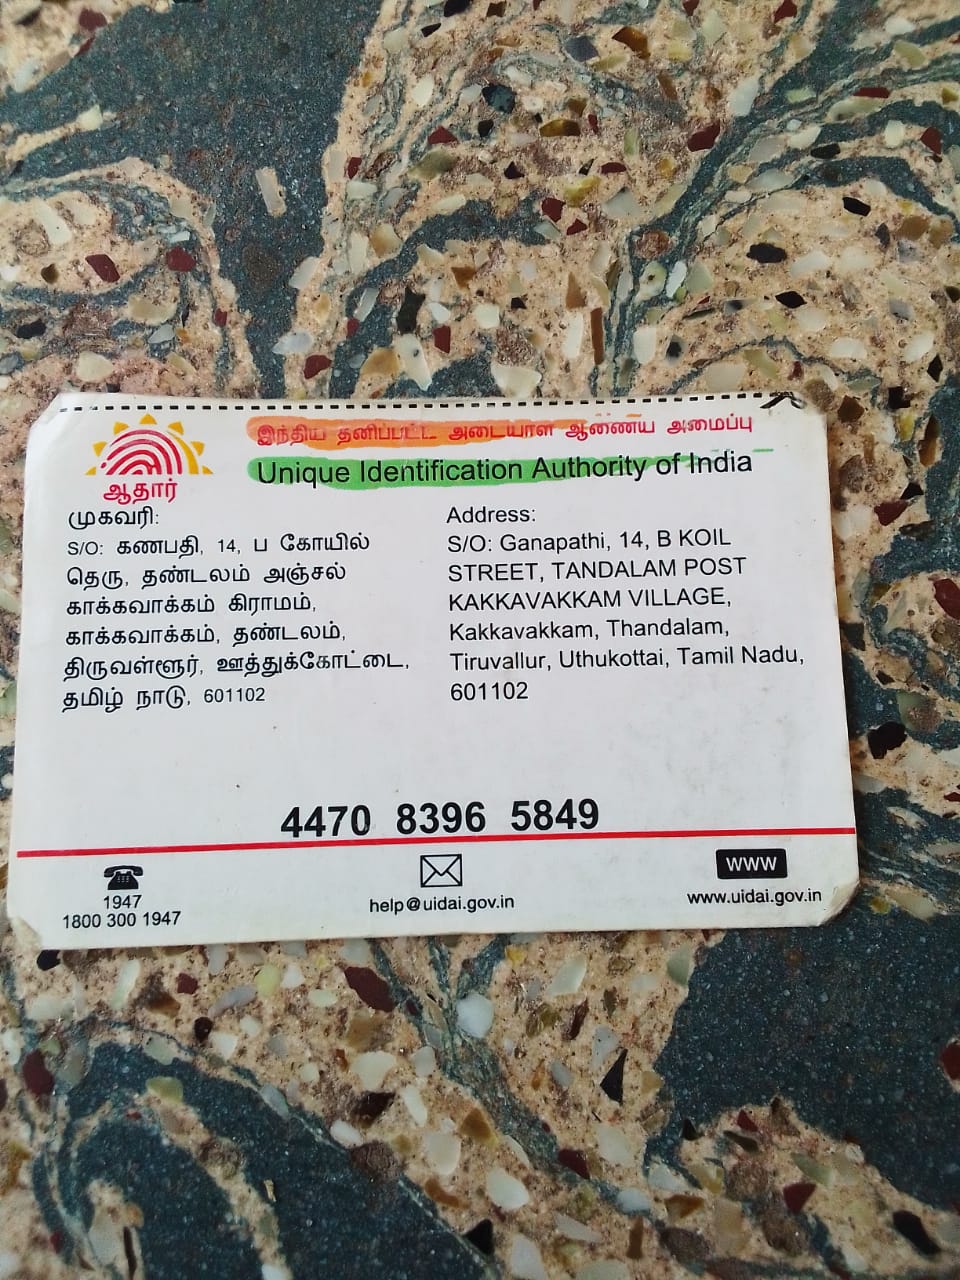 இந்திய தனிப்பட்ட அடையாள ஆணைய அமைப்பு
Unique Identification Authority of India
ஆதார்
முகவரி:
S/O: கணபதி, 14, ப கோயில்
தெரு, தண்டலம் அஞ்சல்
காக்கவாக்கம் கிராமம்,
காக்கவாக்கம், தண்டலம்,
திருவள்ளூர், ஊத்துக்கோட்டை,
தமிழ் நாடு, 601102
Address:
S/O: Ganapathi, 14, B KOIL
STREET, TANDALAM POST
KAKKAVAKKAM VILLAGE,
Kakkavakkam, Thandalam,
Tiruvallur, Uthukottai, Tamil Nadu,
601102
4470 8396 5849
1947
1800 300 1947
help@uidai.gov.in
www
www.uidai.gov.in